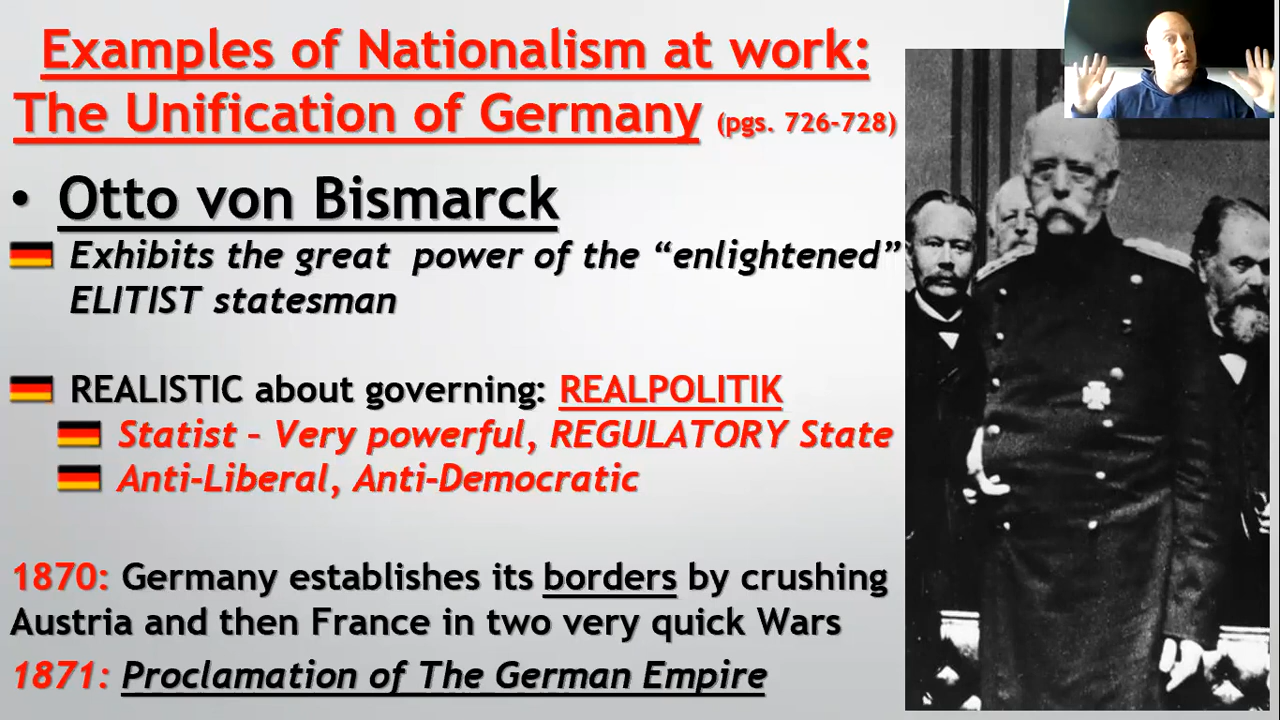 Examples of Nationalism at work:
The Unification of Germany (pgs. 726-728)
• Otto von Bismarck
Exhibits the great power of the “enlightened”
ELITIST statesman
REALISTIC about governing: REALPOLITIK
Statist – Very powerful, REGULATORY State
Anti-Liberal, Anti-Democratic
1870: Germany establishes its borders by crushing
Austria and then France in two very quick Wars
1871: Proclamation of The German Empire